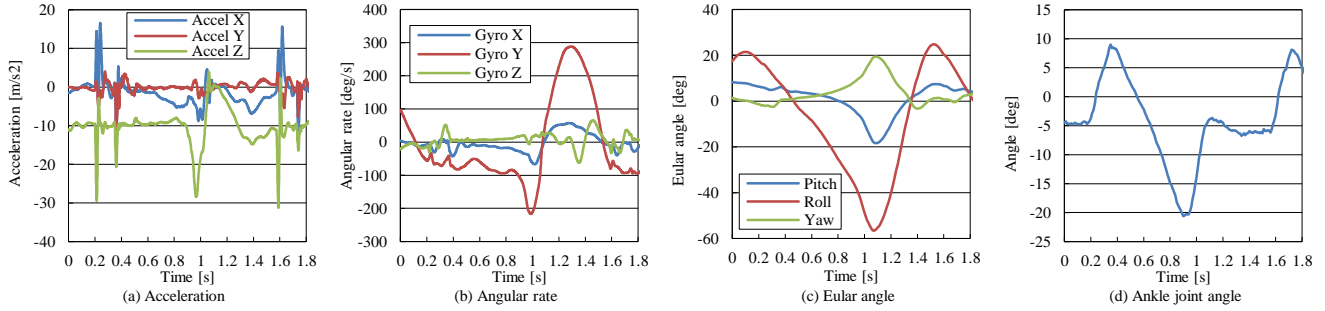 Acceleration [m/s2]
20
10
0
-10
-20
-30
-40
Accel X
Accel Y
Accel Z
0 0.2 0.4 0.6 0.8 1 1.2 1.4 1.6 1.8
Time [s]
(a) Acceleration
Angular rate [deg/s]
400
300
200
100
0
-100
-200
-300
Gyro X
Gyro Y
Gyro Z
0 0.2 0.4 0.6 0.8 1 1.2 1.4 1.6 1.8
Time [s]
(b) Angular rate
Eular angle [deg]
40
20
0
-20
-40
-60
Pitch
Roll
Yaw
0 0.2 0.4 0.6 0.8 1 1.2 1.4 1.6 1.8
Time [s]
(c) Eular angle
Angle [deg]
15
10
5
0
-5
-10
-15
-20
-25
0 0.2 0.4 0.6 0.8 1 1.2 1.4 1.6 1.8
Time [s]
(d) Ankle joint angle